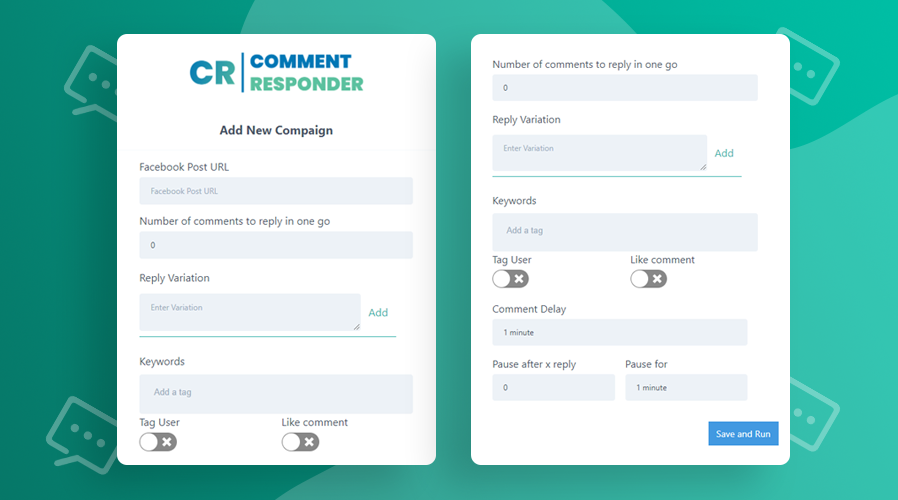 CR COMMENT
RESPONDER
Add New Compaign
Facebook Post URL
Facebook Post URL
Number of comments to reply in one go
0
Reply Variation
Enter Variation
Add
Keywords
Add a tag
Tag User Like comment
Number of comments to reply in one go
0
Reply Variation
Enter Variation
Add
Keywords
Add a tag
Tag User Like comment
Comment Delay
1 minute
Pause after x reply Pause for
0 1 minute
Save and Run